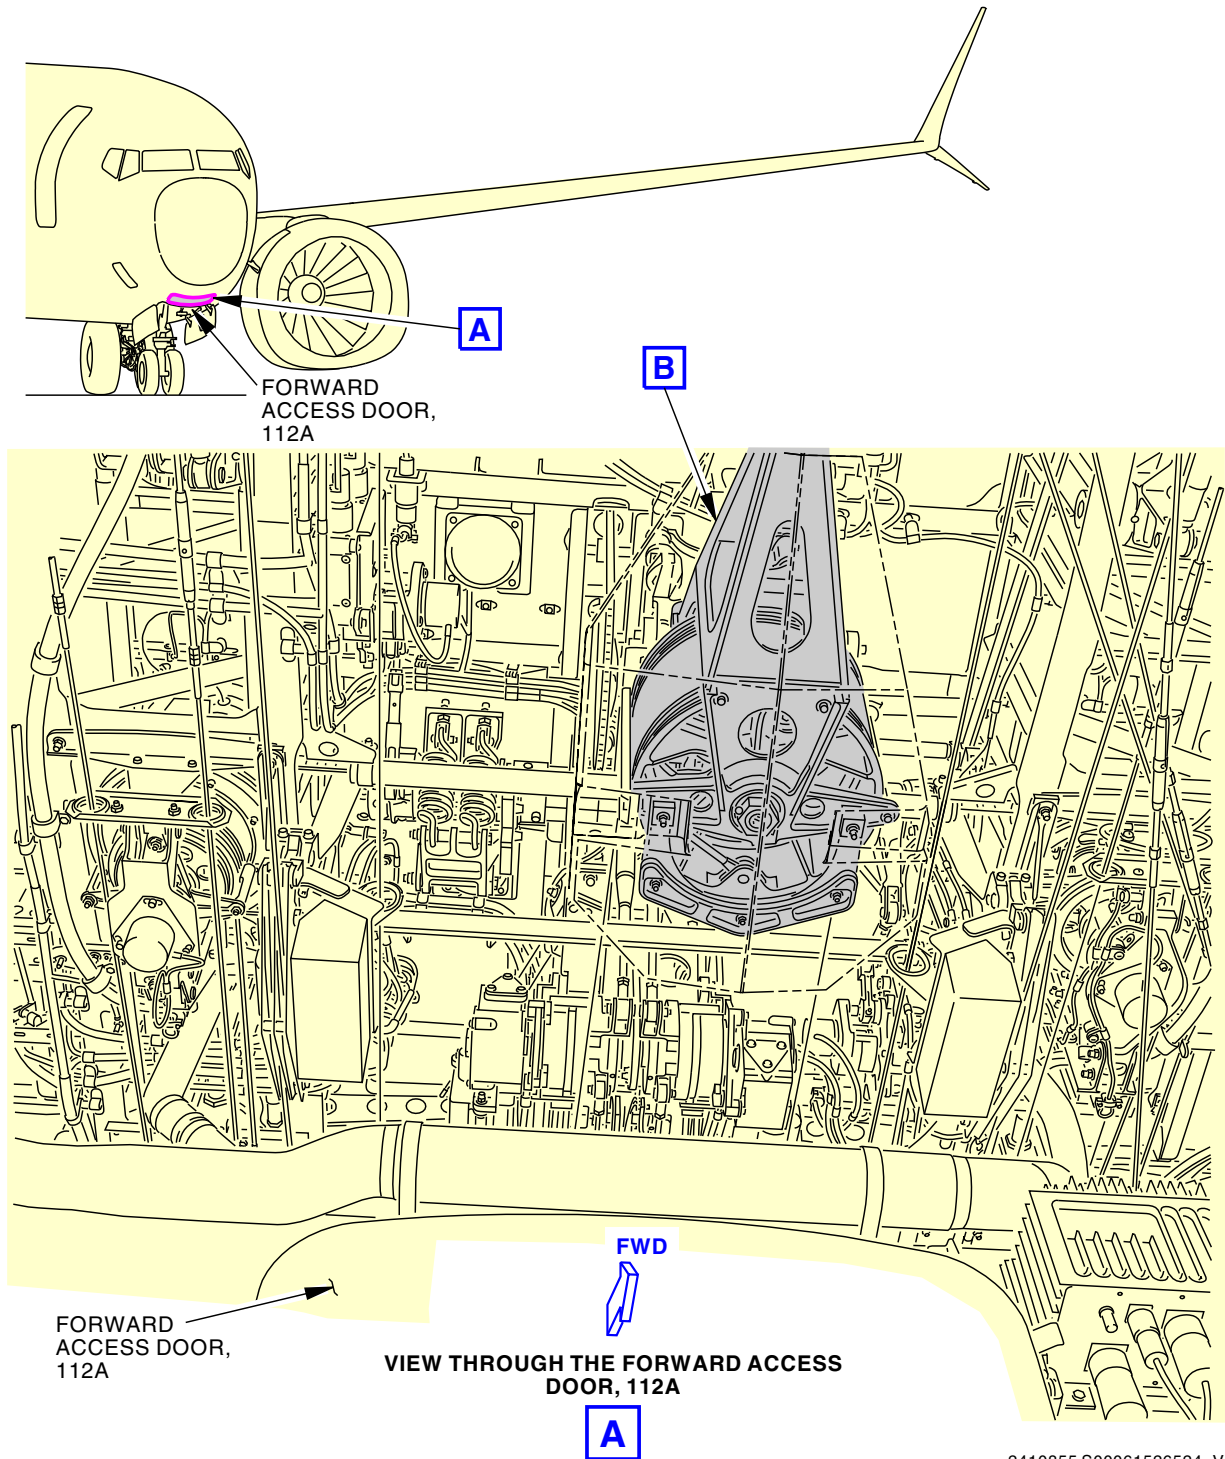 A
FORWARD
ACCESS DOOR,
112A
B
FWD
FORWARD
ACCESS DOOR,
112A
VIEW THROUGH THE FORWARD ACCESS
DOOR, 112A
A